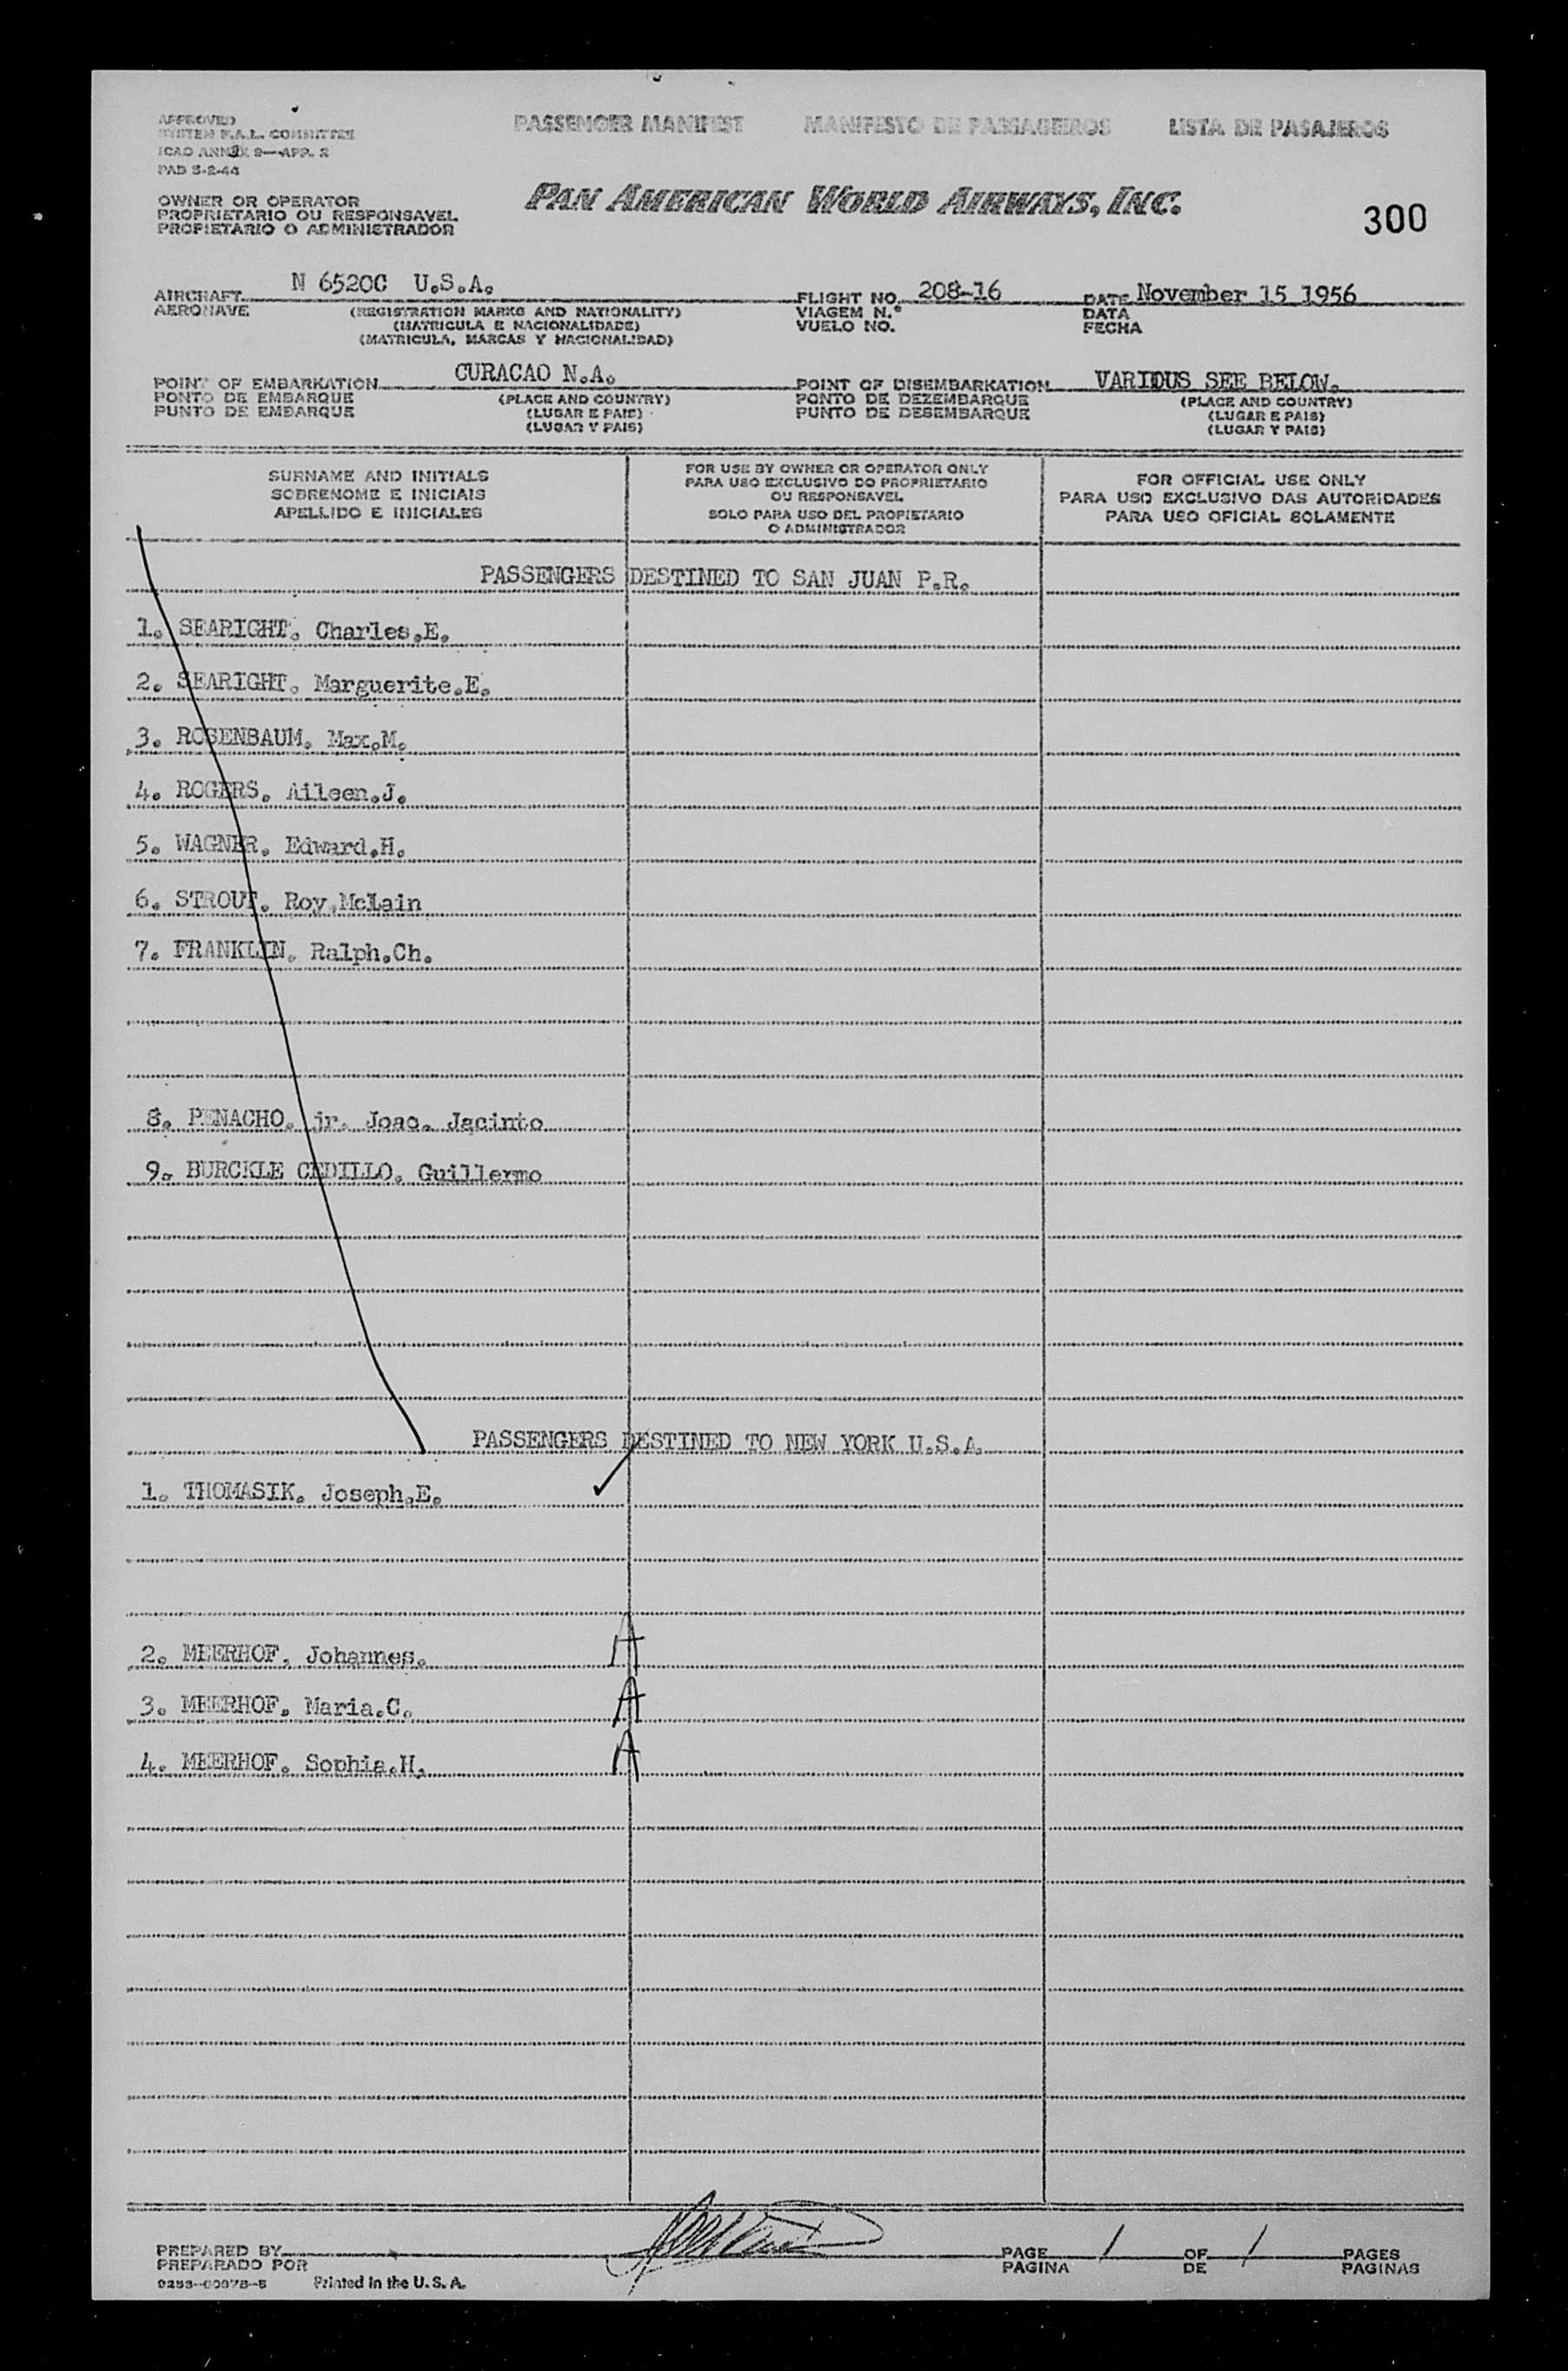 APPROVED
SYSTEM F.A.L. COMMITTEE
ICAO ANNEX 9—APP. 2
PAD 5-2-44
PASSENGER MANIFEST MANIFESTO DE PASSAGEIROS LISTA DE PASAJEROS
OWNER OR OPERATOR
PROPRIETARIO OU RESPONSAVEL
PROPIETARIO O ADMINISTRADOR
PAN AMERICAN WORLD AIRWAYS, INC.
300
AIRCRAFT N 6520C U.S.A. FLIGHT NO. 208-16 DATE November 15 1956
AERONAVE (REGISTRATION MARKS AND NATIONALITY) VIAGEM N.º DATA
(MATRICULA E NACIONALIDADE) VUELO NO. FECHA
(MATRICULA, MARCAS Y NACIONALIDAD)
POINT OF EMBARKATION CURACAO N.A. POINT OF DISEMBARKATION VARIOUS SEE BELOW.
PONTO DE EMBARQUE (PLACE AND COUNTRY) PONTO DE DEZEMBARQUE (PLACE AND COUNTRY)
PUNTO DE EMBARQUE (LUGAR E PAIS) PUNTO DE DESEMBARQUE (LUGAR E PAIS)
(LUGAR Y PAIS) (LUGAR Y PAIS)
SURNAME AND INITIALS
SOBRENOME E INICIAIS
APELLIDO E INICIALES
FOR USE BY OWNER OR OPERATOR ONLY
PARA USO EXCLUSIVO DO PROPRIETARIO
OU RESPONSAVEL
SOLO PARA USO DEL PROPIETARIO
O ADMINISTRADOR
FOR OFFICIAL USE ONLY
PARA USO EXCLUSIVO DAS AUTORIDADES
PARA USO OFICIAL SOLAMENTE
PASSENGERS DESTINED TO SAN JUAN P.R.
1. SEARIGHT. Charles.E.
2. SEARIGHT. Marguerite.E.
3. ROSENBAUM. Max.M.
4. ROGERS. Aileen.J.
5. WAGNER. Edward.H.
6. STROUT. Roy.McLain
7. FRANKLIN. Ralph.Ch.
8. PENACHO. jr. Joao. Jacinto
9. BURCKLE CEDILLO. Guillermo
PASSENGERS DESTINED TO NEW YORK U.S.A.
1. THOMASIK. Joseph.E. ✓
2. MEERHOF. Johannes. A
3. MEERHOF. Maria.C. A
4. MEERHOF. Sophia.H. A
PREPARED BY PAGE 1 OF 1 PAGES
PREPARADO POR PAGINA DE PAGINAS
Printed in the U.S.A.